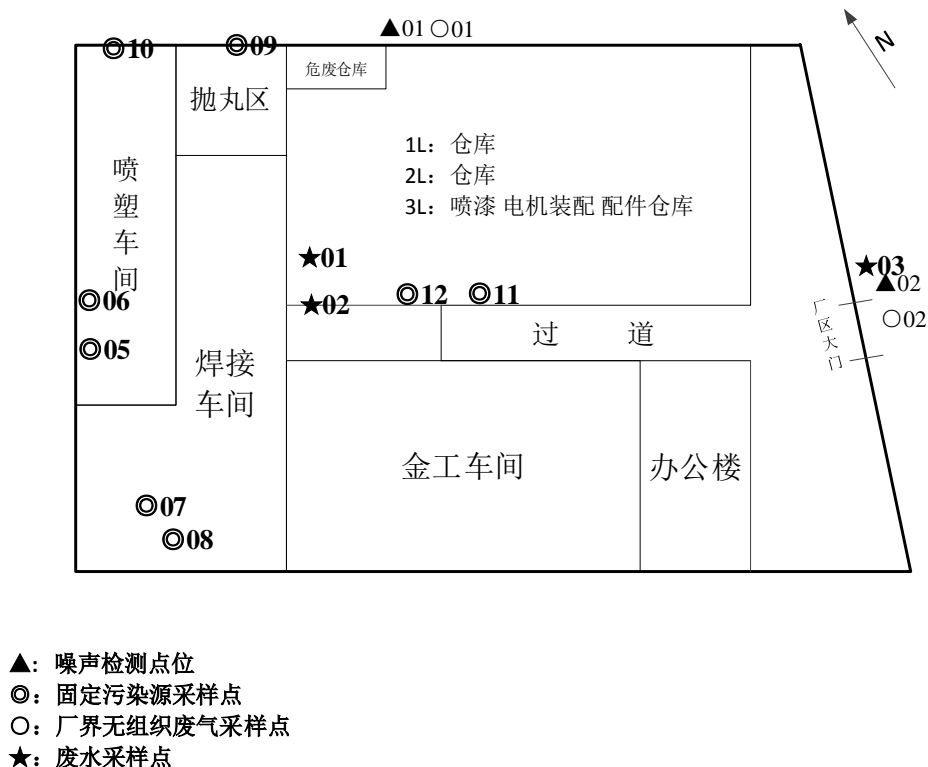 ▲01 ○01
N
◎10
◎09
危废仓库
抛丸区
喷塑车间
1L: 仓库
2L: 仓库
3L: 喷漆 电机装配 配件仓库
★01
★03
▲02
○02
◎06
★02
◎12
◎11
厂区大门
过 道
◎05
焊接
车间
金工车间
办公楼
◎07
◎08
▲: 噪声检测点位
◎: 固定污染源采样点
○: 厂界无组织废气采样点
★: 废水采样点